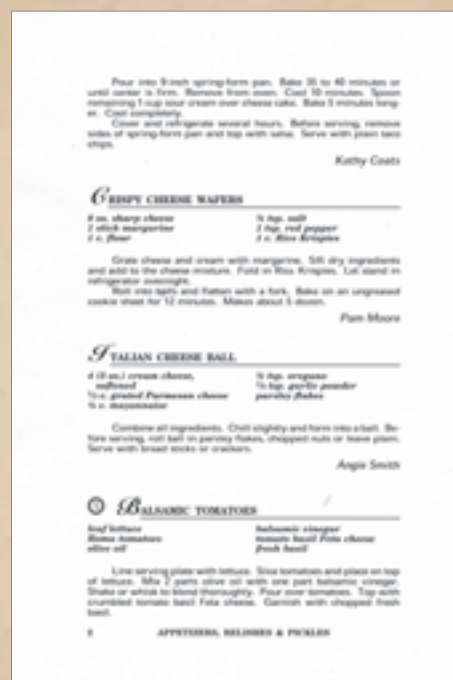 Pour into 9-inch spring-form pan. Bake 35 to 40 minutes or
until center is firm. Remove from oven. Cool 10 minutes. Spoon
remaining 1 cup sour cream over cheese cake. Bake 5 minutes long-
er. Cool completely.
Cover and refrigerate several hours. Before serving, remove
sides of spring-form pan and top with salsa. Serve with plain taco
chips.
Kathy Coats
CRISPY CHEESE WAFERS
8 oz. sharp cheese
1 stick margarine
1 c. flour
tsp. salt
1 tsp. red pepper
1 c. Rice Krispies
Grate cheese and cream with margarine. Sift dry ingredients
and add to the cheese mixture. Fold in Rice Krispies. Let stand in
refrigerator overnight.
Roll into balls and flatten with a fork. Bake on an ungreased
cookie sheet for 12 minutes. Makes about 5 dozen.
Pam Moore
ITALIAN CHEESE BALL
(8 oz.) cream cheese,
softened
c. grated Parmesan cheese
c. mayonnaise
tsp. oregano
tsp. garlic powder
parsley flakes
Combine all ingredients. Chill slightly and form into a ball. Be-
fore serving, roll ball in parsley flakes, chopped nuts or leave plain.
Serve with bread sticks or crackers.
Angie Smith
BALSAMIC TOMATOES
leaf lettuce
Roma tomatoes
olive oil
balsamic vinegar
tomato basil Feta cheese
fresh basil
Line serving plate with lettuce. Slice tomatoes and place on top
of lettuce. Mix 2 parts olive oil with one part balsamic vinegar.
Shake or whisk to blend thoroughly. Pour over tomatoes. Top with
crumbled tomato basil Feta cheese. Garnish with chopped fresh
basil.
APPETIZERS, RELISHES & PICKLES